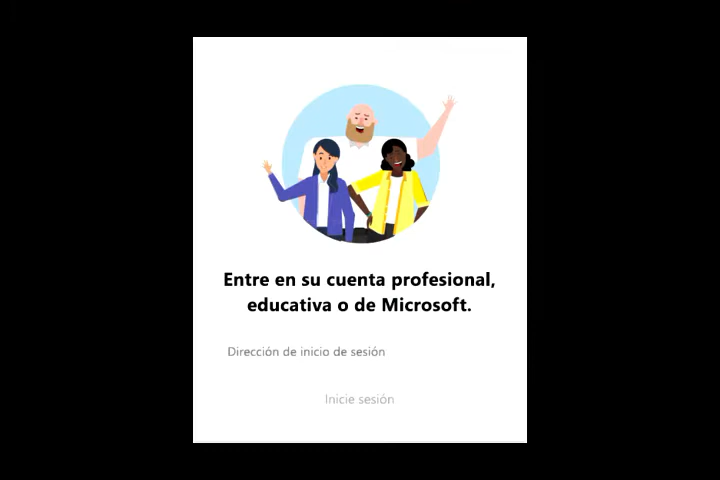 Entre en su cuenta profesional,
educativa o de Microsoft.
Dirección de inicio de sesión
Inicie sesión